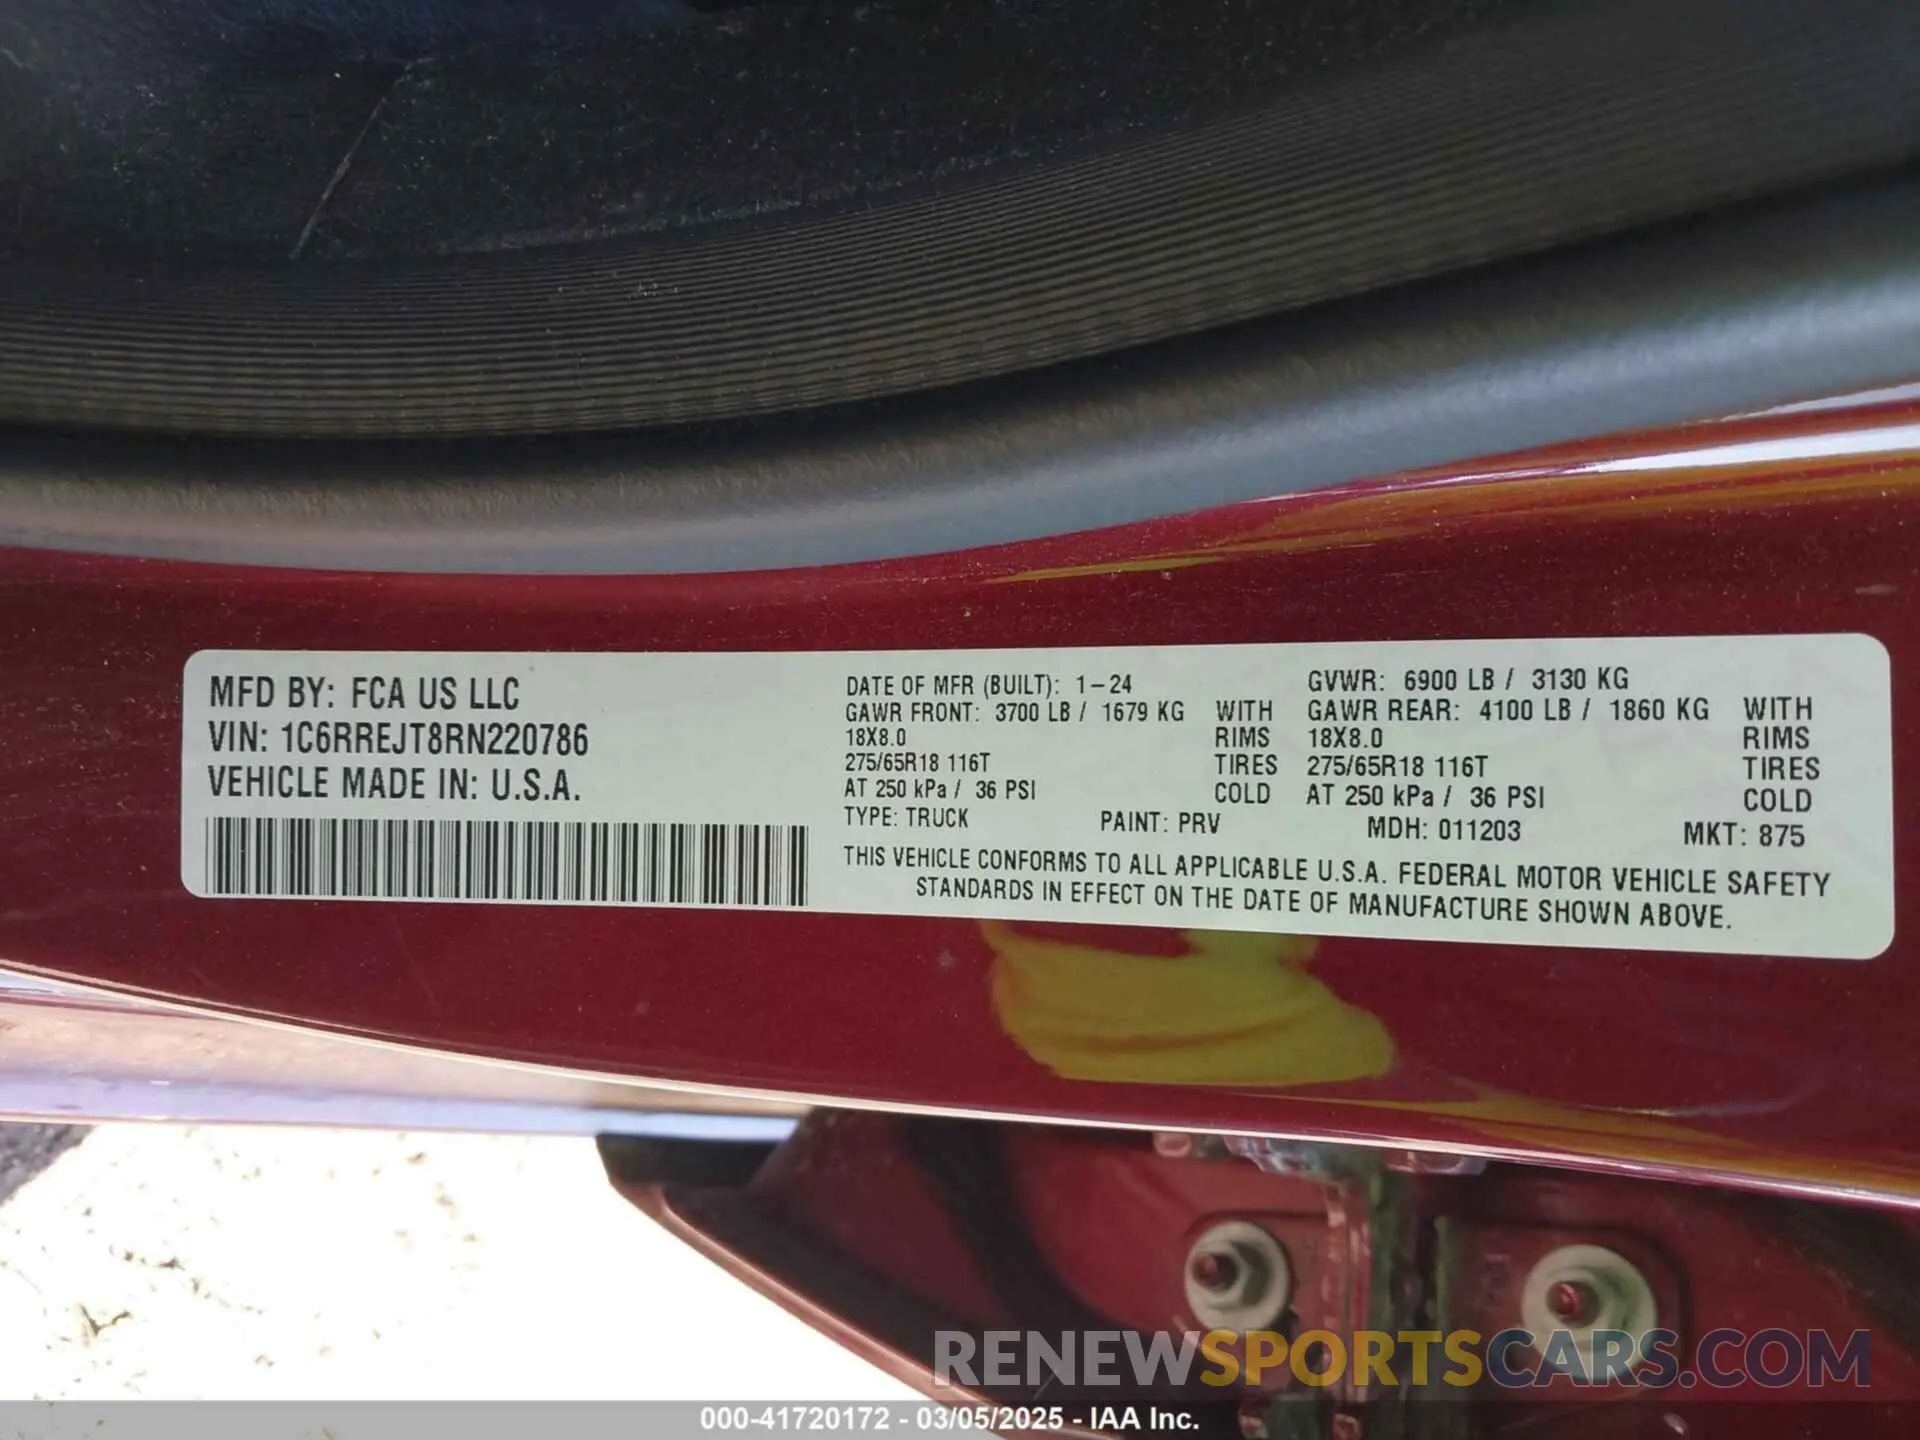 MFD BY: FCA US LLC
VIN: 1C6RREJT8RN220786
VEHICLE MADE IN: U.S.A.
DATE OF MFR (BUILT): 1-24
GAWR FRONT: 3700 LB / 1679 KG WITH
18X8.0 RIMS
275/65R18 116T TIRES
AT 250 kPa / 36 PSI COLD
GVWR: 6900 LB / 3130 KG
GAWR REAR: 4100 LB / 1860 KG WITH
18X8.0 RIMS
275/65R18 116T TIRES
AT 250 kPa / 36 PSI COLD
TYPE: TRUCK PAINT: PRV MDH: 011203 MKT: 875
THIS VEHICLE CONFORMS TO ALL APPLICABLE U.S.A. FEDERAL MOTOR VEHICLE SAFETY
STANDARDS IN EFFECT ON THE DATE OF MANUFACTURE SHOWN ABOVE.
RENEWSPORTSCARS.COM
000-41720172 - 03/05/2025 - IAA Inc.